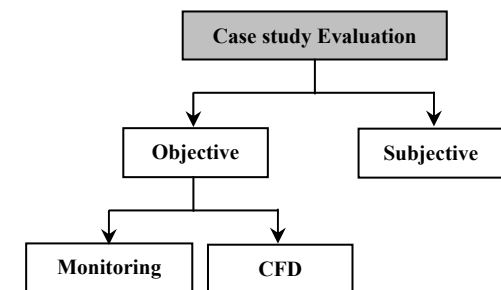 Case study Evaluation
Objective
Subjective
Monitoring
CFD